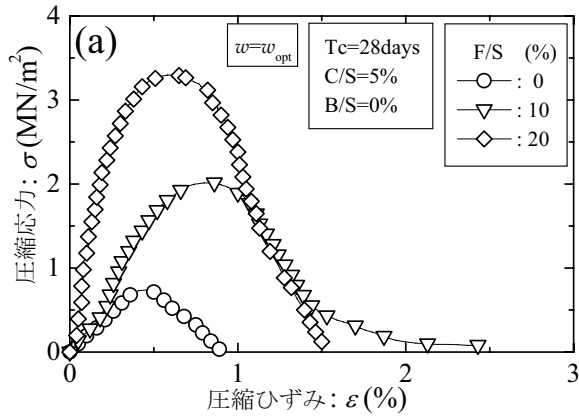 (a)
w=wopt
Tc=28days
C/S=5%
B/S=0%
F/S (%)
: 0
: 10
: 20
圧縮応力: σ (MN/m²)
4
3
2
1
0
0 1 2 3
圧縮ひずみ: ε (%)